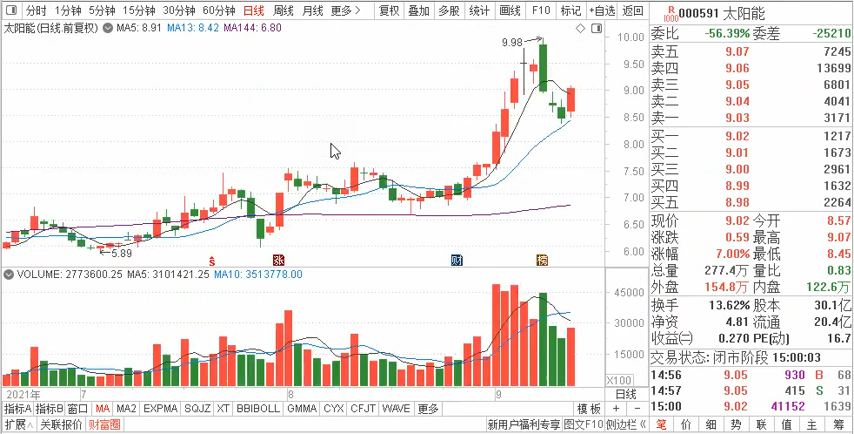 分时 1分钟 5分钟 15分钟 30分钟 60分钟 日线 周线 月线 更多 > 复权 叠加 多股 统计 画线 F10 标记 +自选 返回
R 1000 000591 太阳能
太阳能(日线.前复权) MA5: 8.91 MA13: 8.42 MA144: 6.80
委比 -56.39% 委差 -25210
卖五 9.07 7245
卖四 9.06 13699
卖三 9.05 6801
卖二 9.04 4041
卖一 9.03 3171
买一 9.02 1217
买二 9.01 1673
买三 9.00 2961
买四 8.99 1632
买五 8.98 2264
现价 9.02 今开 8.57
涨跌 0.59 最高 9.07
涨幅 7.00% 最低 8.45
总量 277.4万 量比 0.83
外盘 154.8万 内盘 122.6万
换手 13.62% 股本 30.1亿
净资 4.81 流通 20.4亿
收益㈡ 0.270 PE(动) 16.7
交易状态: 闭市阶段 15:00:03
14:56 9.05 930 B 68
14:57 9.05 415 S 31
15:00 9.02 41152 1639
笔 价 细 势 联 值 主 筹
10.00
9.50
9.00
8.50
8.00
7.50
7.00
6.50
6.00
9.98
5.89
ŝ 涨 财 榜
VOLUME: 2773600.25 MA5: 3101421.25 MA10: 3513778.00
45000
30000
15000
X100
2021年 7 8 9 日线
指标A 指标B 窗口 MA MA2 EXPMA SQJZ XT BBIBOLL GMMA CYX CFJT WAVE 更多 模板 + −
扩展∧ 关联报价 财富圈 新用户福利专享 图文F10 侧边栏《